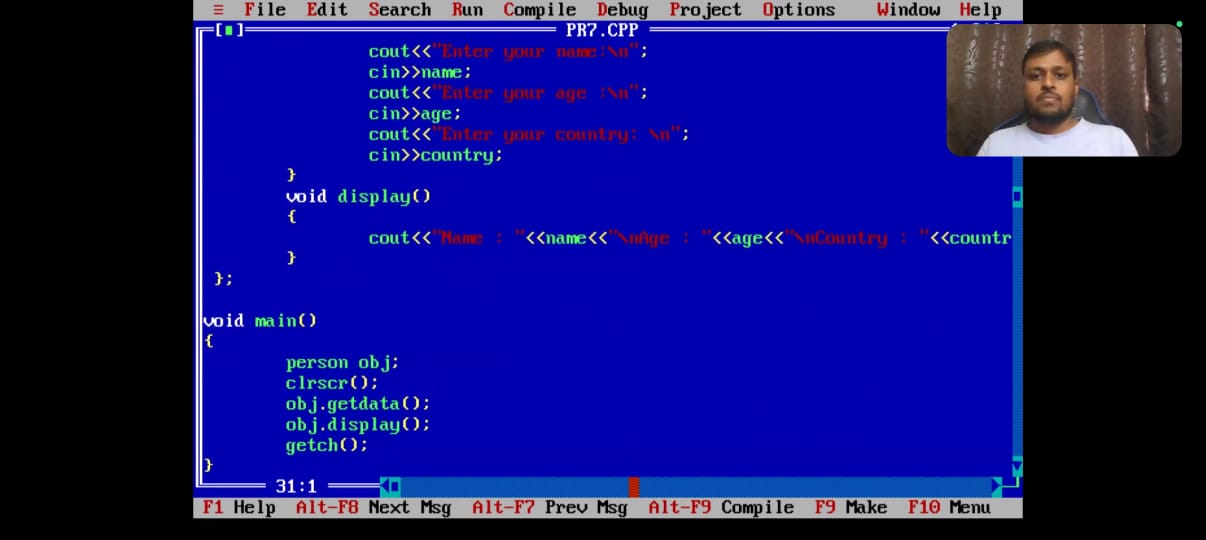 ≡ File Edit Search Run Compile Debug Project Options Window Help
[■] PR7.CPP
cout<<"Enter your name:\n";
cin>>name;
cout<<"Enter your age :\n";
cin>>age;
cout<<"Enter your country: \n";
cin>>country;
}
void display()
{
cout<<"Name : "<<name<<"\nAge : "<<age<<"\nCountry : "<<countr
}
};
void main()
{
person obj;
clrscr();
obj.getdata();
obj.display();
getch();
}
31:1
F1 Help Alt-F8 Next Msg Alt-F7 Prev Msg Alt-F9 Compile F9 Make F10 Menu